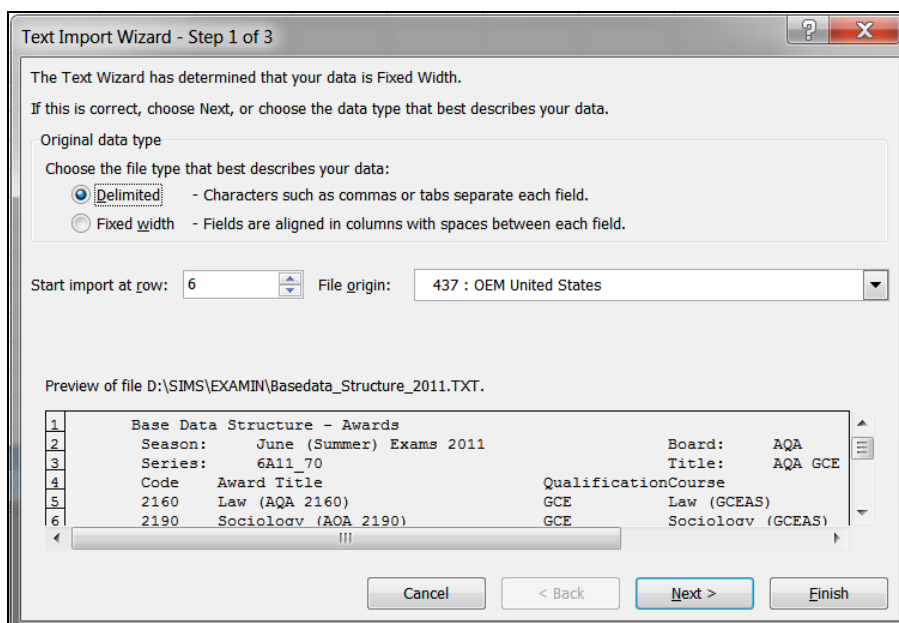 Text Import Wizard - Step 1 of 3
The Text Wizard has determined that your data is Fixed Width.
If this is correct, choose Next, or choose the data type that best describes your data.
Original data type
Choose the file type that best describes your data:
Delimited - Characters such as commas or tabs separate each field.
Fixed width - Fields are aligned in columns with spaces between each field.
Start import at row: 6 File origin: 437 : OEM United States
Preview of file D:\SIMS\EXAMIN\Basedata_Structure_2011.TXT.
1 Base Data Structure - Awards
2 Season: June (Summer) Exams 2011 Board: AQA
3 Series: 6A11_70 Title: AQA GCE
4 Code Award Title QualificationCourse
5 2160 Law (AQA 2160) GCE Law (GCEAS)
6 2190 Sociology (AQA 2190) GCE Sociology (GCEAS)
Cancel < Back Next > Finish